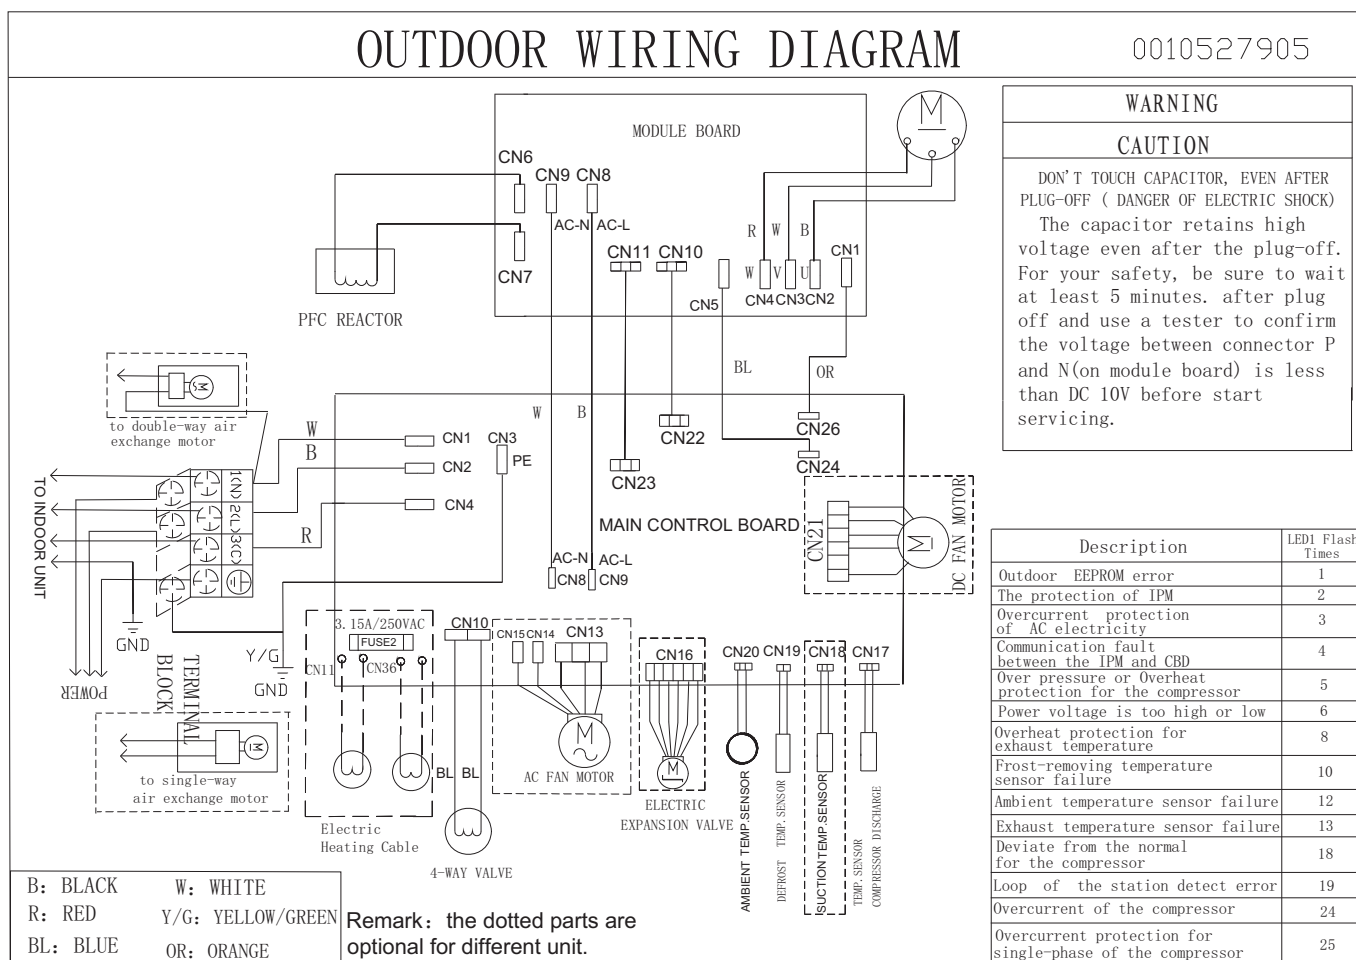 OUTDOOR WIRING DIAGRAM
0010527905
MODULE BOARD
M
CN6
CN9 CN8
AC-N AC-L
CN7
CN11 CN10
R W B
CN1
W V U
CN5
CN4 CN3 CN2
PFC REACTOR
BL
OR
WARNING
CAUTION
DON'T TOUCH CAPACITOR, EVEN AFTER
PLUG-OFF ( DANGER OF ELECTRIC SHOCK)
The capacitor retains high
voltage even after the plug-off.
For your safety, be sure to wait
at least 5 minutes. after plug
off and use a tester to confirm
the voltage between connector P
and N(on module board) is less
than DC 10V before start
servicing.
M
to double-way air
exchange motor
W
B
W
B
CN1
CN2
CN4
R
CN3
PE
CN22
CN23
CN26
CN24
MAIN CONTROL BOARD
CN21
M
DC FAN MOTOR
AC-N AC-L
CN8 CN9
TO INDOOR UNIT
1(N)
2(L)
3(C)
GND
Y/G
GND
POWER
TERMINAL
BLOCK
M
to single-way
air exchange motor
3.15A/250VAC
FUSE2
CN11
CN36
Electric
Heating Cable
CN10
BL BL
4-WAY VALVE
CN15 CN14 CN13
M
AC FAN MOTOR
CN16
M
ELECTRIC
EXPANSION VALVE
CN20 CN19 CN18 CN17
AMBIENT TEMP.SENSOR
DEFROST TEMP.SENSOR
SUCTION TEMP.SENSOR
TEMP.SENSOR
COMPRESSOR DISCHARGE
Description LED1 Flash
Times
Outdoor EEPROM error 1
The protection of IPM 2
Overcurrent protection
of AC electricity 3
Communication fault
between the IPM and CBD 4
Over pressure or Overheat
protection for the compressor 5
Power voltage is too high or low 6
Overheat protection for
exhaust temperature 8
Frost-removing temperature
sensor failure 10
Ambient temperature sensor failure 12
Exhaust temperature sensor failure 13
Deviate from the normal
for the compressor 18
Loop of the station detect error 19
Overcurrent of the compressor 24
Overcurrent protection for
single-phase of the compressor 25
B: BLACK W: WHITE
R: RED Y/G: YELLOW/GREEN
BL: BLUE OR: ORANGE
Remark: the dotted parts are
optional for different unit.